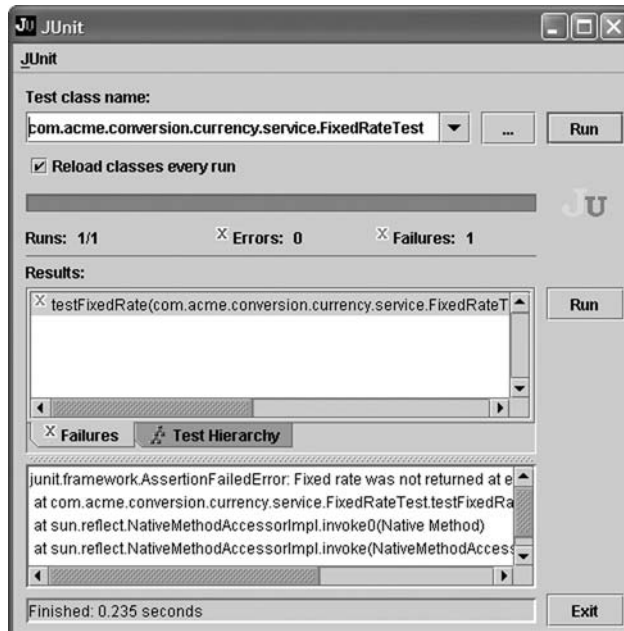 JU JUnit
JUnit
Test class name:
com.acme.conversion.currency.service.FixedRateTest
...
Run
Reload classes every run
JU
Runs: 1/1 X Errors: 0 X Failures: 1
Results:
X testFixedRate(com.acme.conversion.currency.service.FixedRateT
Run
X Failures
Test Hierarchy
junit.framework.AssertionFailedError: Fixed rate was not returned at e
at com.acme.conversion.currency.service.FixedRateTest.testFixedRa
at sun.reflect.NativeMethodAccessorImpl.invoke0(Native Method)
at sun.reflect.NativeMethodAccessorImpl.invoke(NativeMethodAccess
Finished: 0.235 seconds
Exit